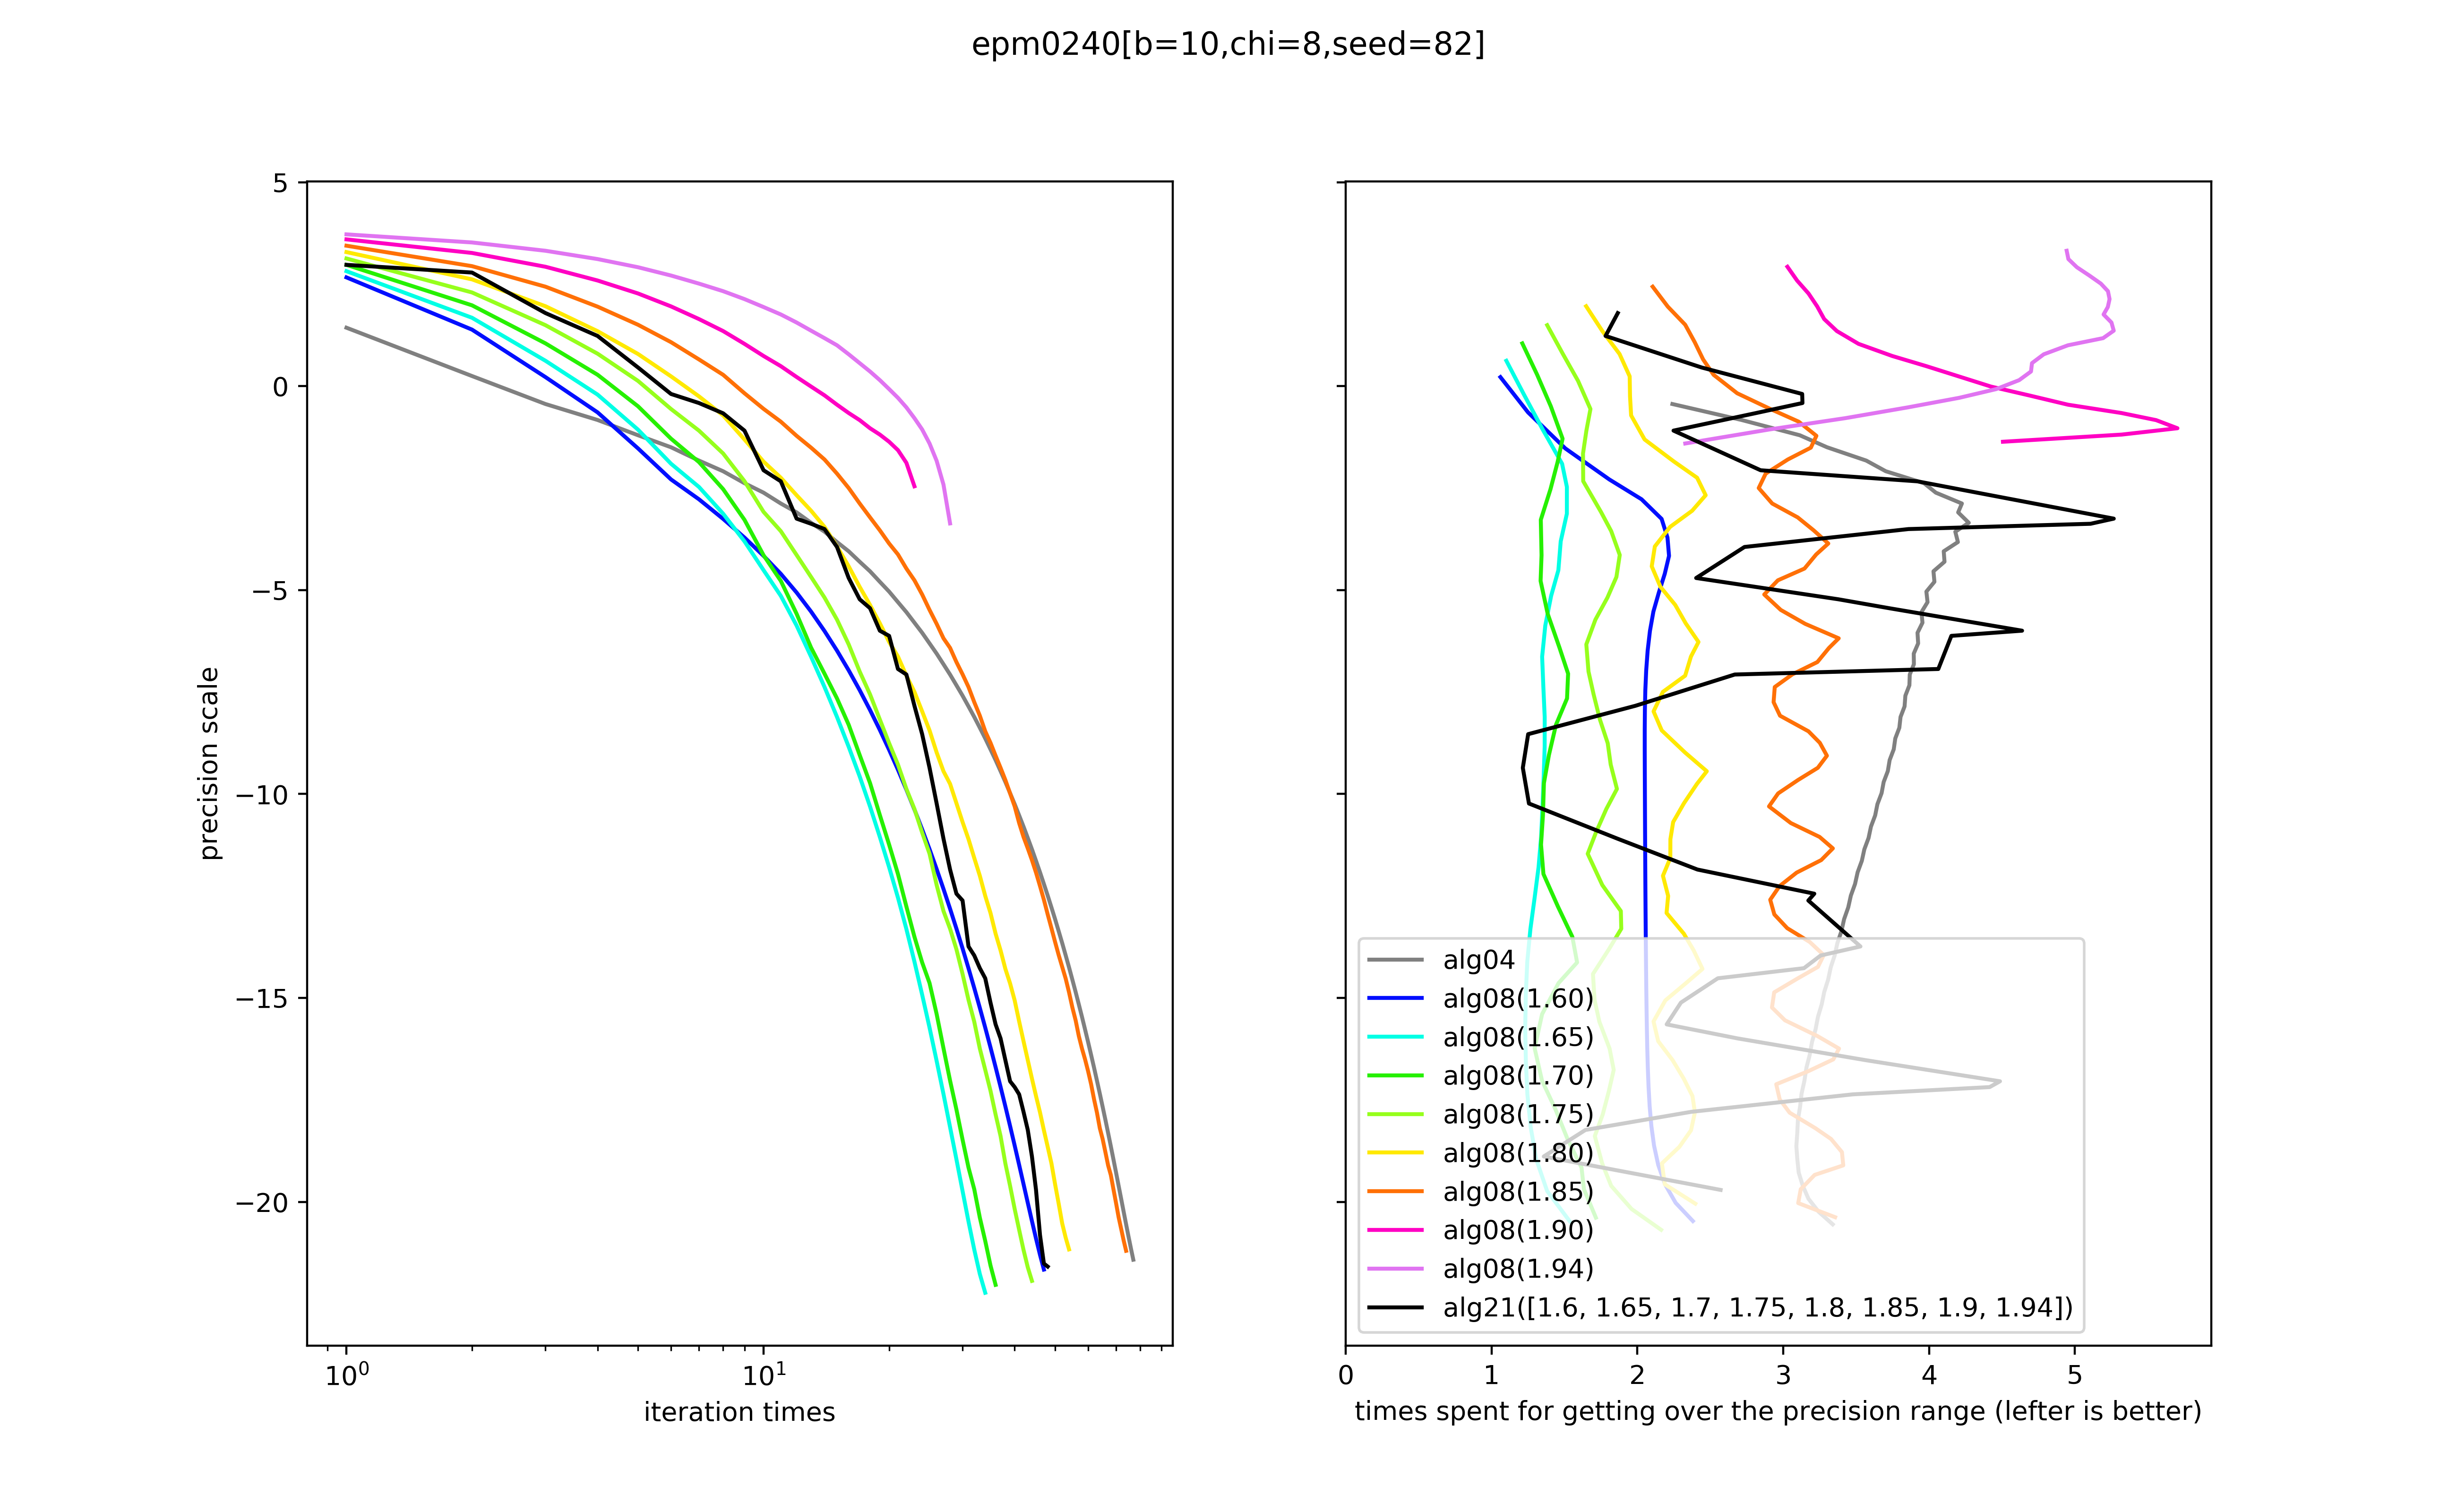 epm0240[b=10,chi=8,seed=82]
5
0
−5
−10
−15
−20
precision scale
10⁰
10¹
iteration times
alg04
alg08(1.60)
alg08(1.65)
alg08(1.70)
alg08(1.75)
alg08(1.80)
alg08(1.85)
alg08(1.90)
alg08(1.94)
alg21([1.6, 1.65, 1.7, 1.75, 1.8, 1.85, 1.9, 1.94])
0 1 2 3 4 5
times spent for getting over the precision range (lefter is better)